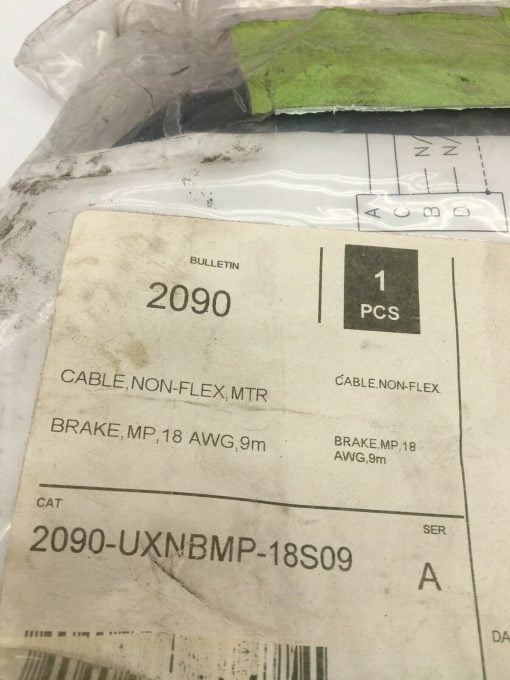 N/
N/
A
C
B
D
BULLETIN
2090
1
PCS
CABLE,NON-FLEX,MTR
BRAKE,MP,18 AWG,9m
CABLE,NON-FLEX
BRAKE,MP,18
AWG,9m
CAT
2090-UXNBMP-18S09
SER
A
DA